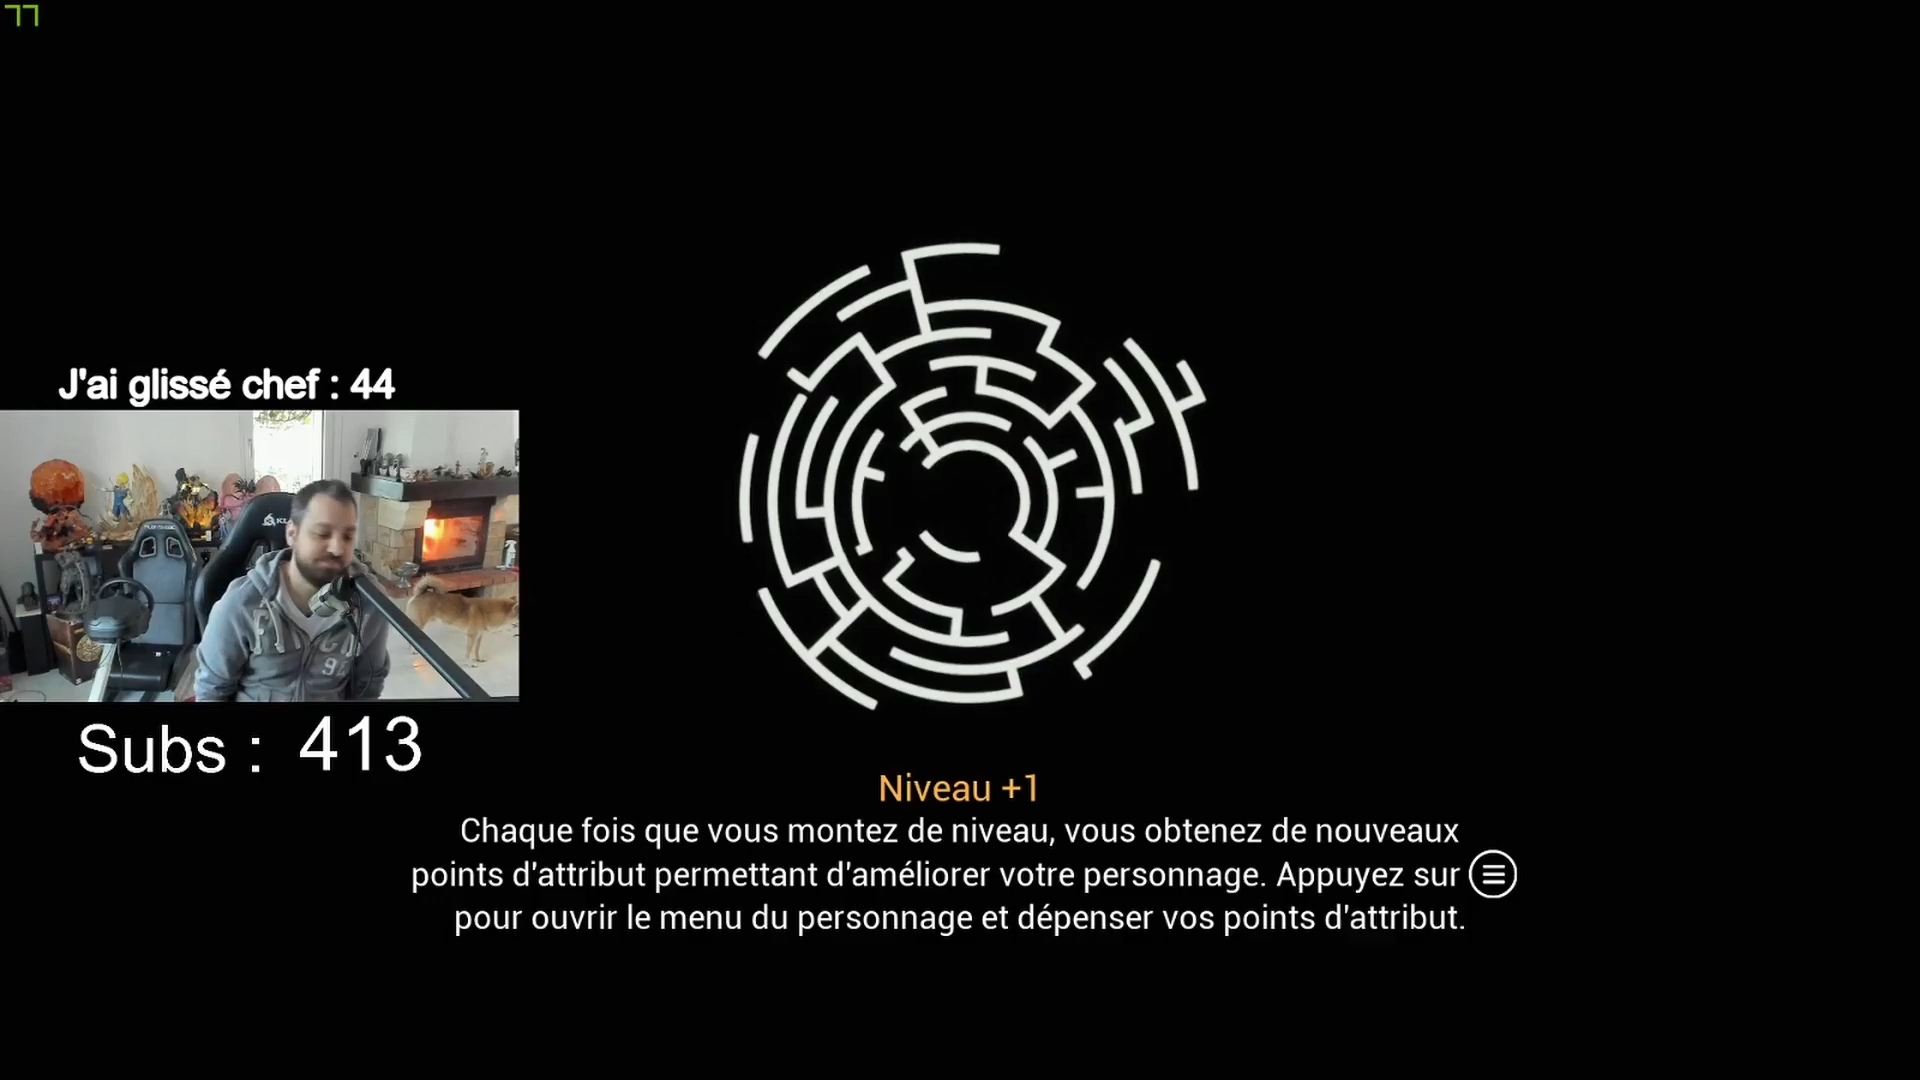 77
J'ai glissé chef : 44
Subs : 413
Niveau +1
Chaque fois que vous montez de niveau, vous obtenez de nouveaux
points d'attribut permettant d'améliorer votre personnage. Appuyez sur
pour ouvrir le menu du personnage et dépenser vos points d'attribut.